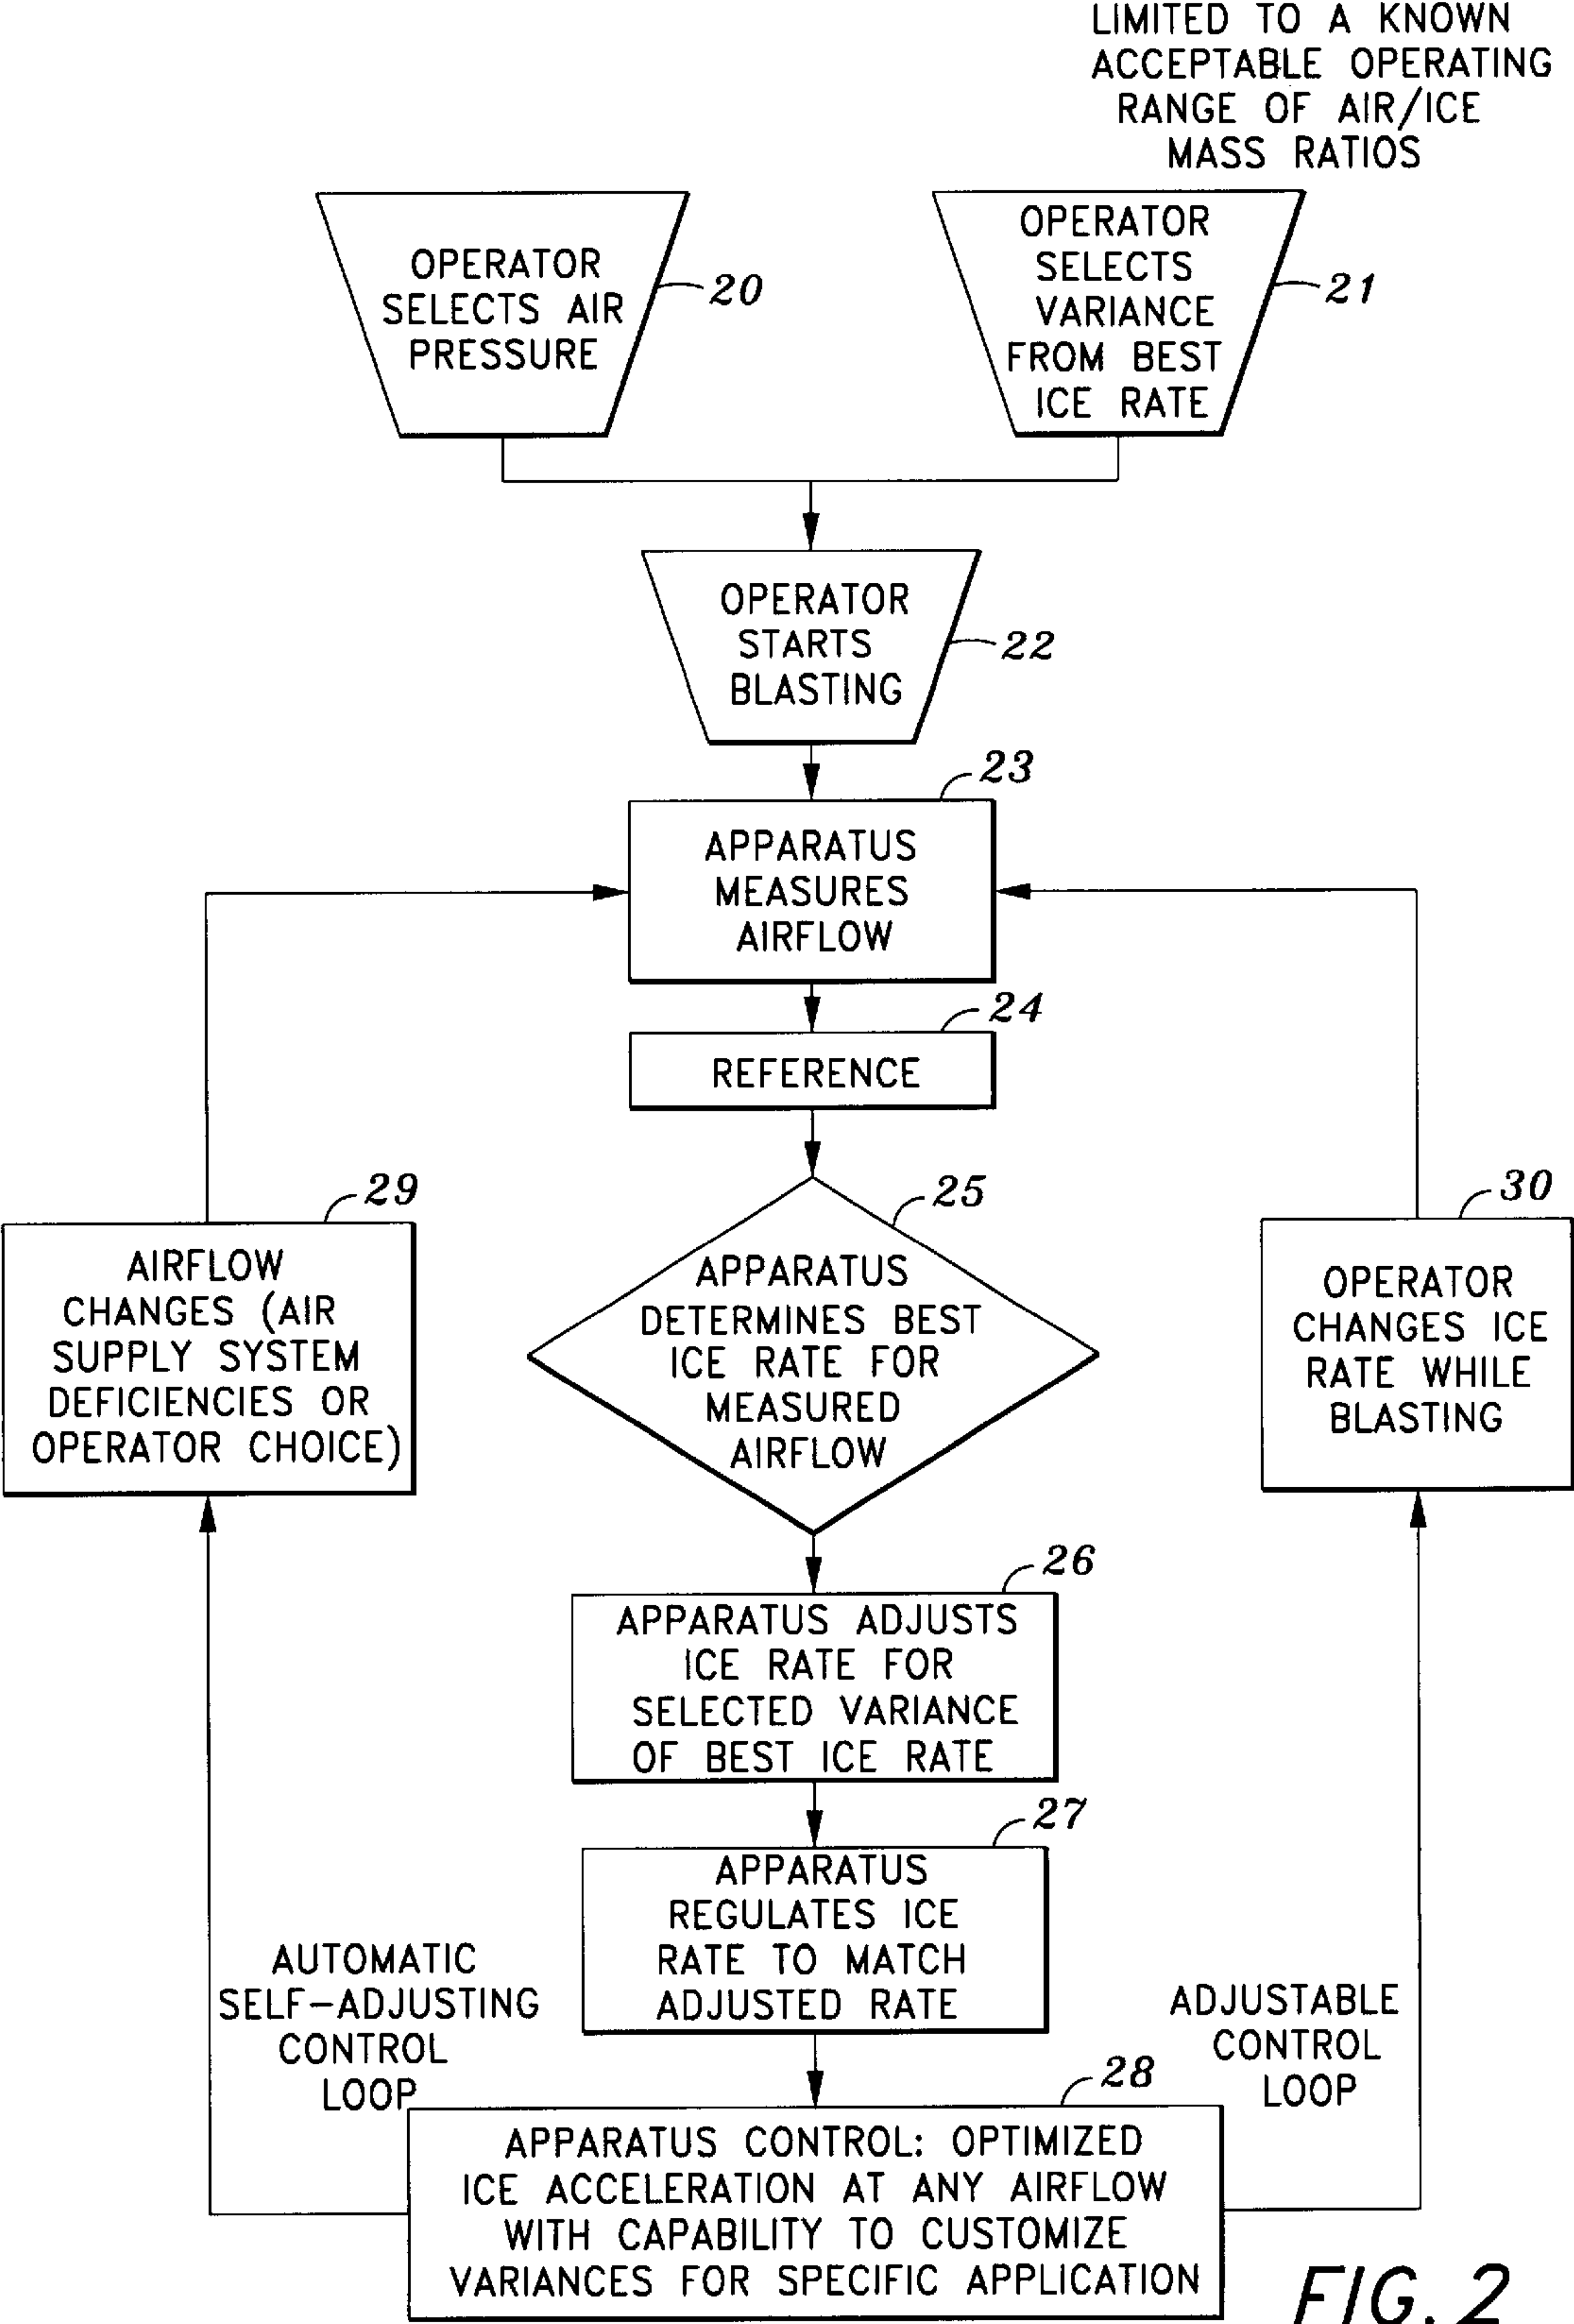 LIMITED TO A KNOWN
ACCEPTABLE OPERATING
RANGE OF AIR/ICE
MASS RATIOS
OPERATOR
SELECTS AIR
PRESSURE
20
OPERATOR
SELECTS
VARIANCE
FROM BEST
ICE RATE
21
OPERATOR
STARTS
BLASTING
22
23
APPARATUS
MEASURES
AIRFLOW
24
REFERENCE
25
APPARATUS
DETERMINES BEST
ICE RATE FOR
MEASURED
AIRFLOW
29
AIRFLOW
CHANGES (AIR
SUPPLY SYSTEM
DEFICIENCIES OR
OPERATOR CHOICE)
30
OPERATOR
CHANGES ICE
RATE WHILE
BLASTING
26
APPARATUS ADJUSTS
ICE RATE FOR
SELECTED VARIANCE
OF BEST ICE RATE
27
APPARATUS
REGULATES ICE
RATE TO MATCH
ADJUSTED RATE
AUTOMATIC
SELF-ADJUSTING
CONTROL
LOOP
ADJUSTABLE
CONTROL
LOOP
28
APPARATUS CONTROL: OPTIMIZED
ICE ACCELERATION AT ANY AIRFLOW
WITH CAPABILITY TO CUSTOMIZE
VARIANCES FOR SPECIFIC APPLICATION
FIG. 2